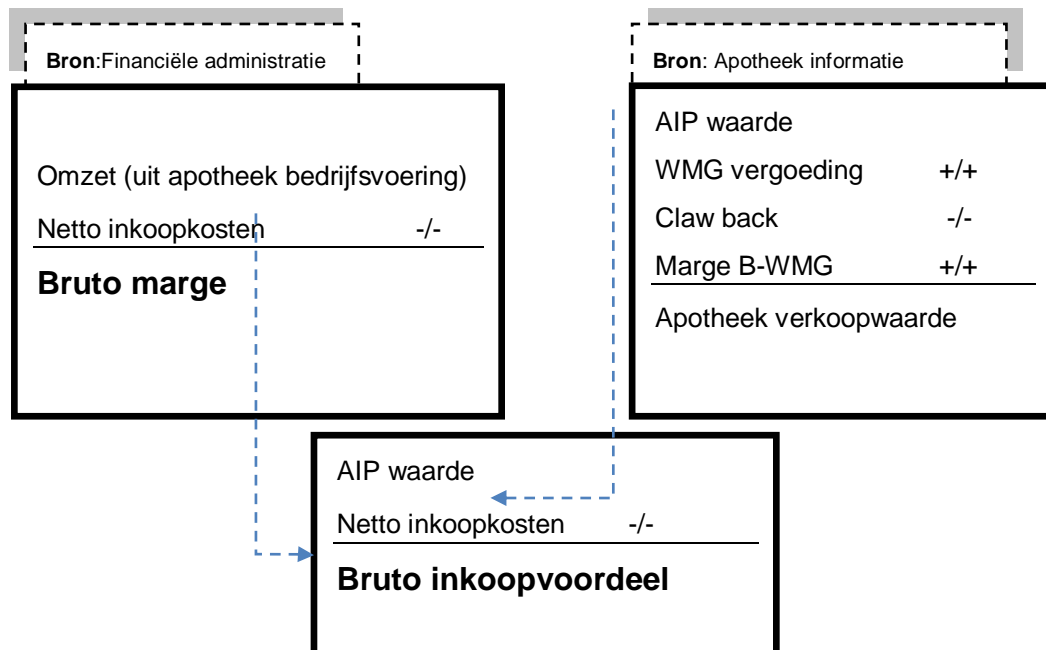 Bron:Financiële administratie
Omzet (uit apotheek bedrijfsvoering)
Netto inkoopkosten -/-
Bruto marge
Bron: Apotheek informatie
AIP waarde
WMG vergoeding +/+
Claw back -/-
Marge B-WMG +/+
Apotheek verkoopwaarde
AIP waarde
Netto inkoopkosten -/-
Bruto inkoopvoordeel